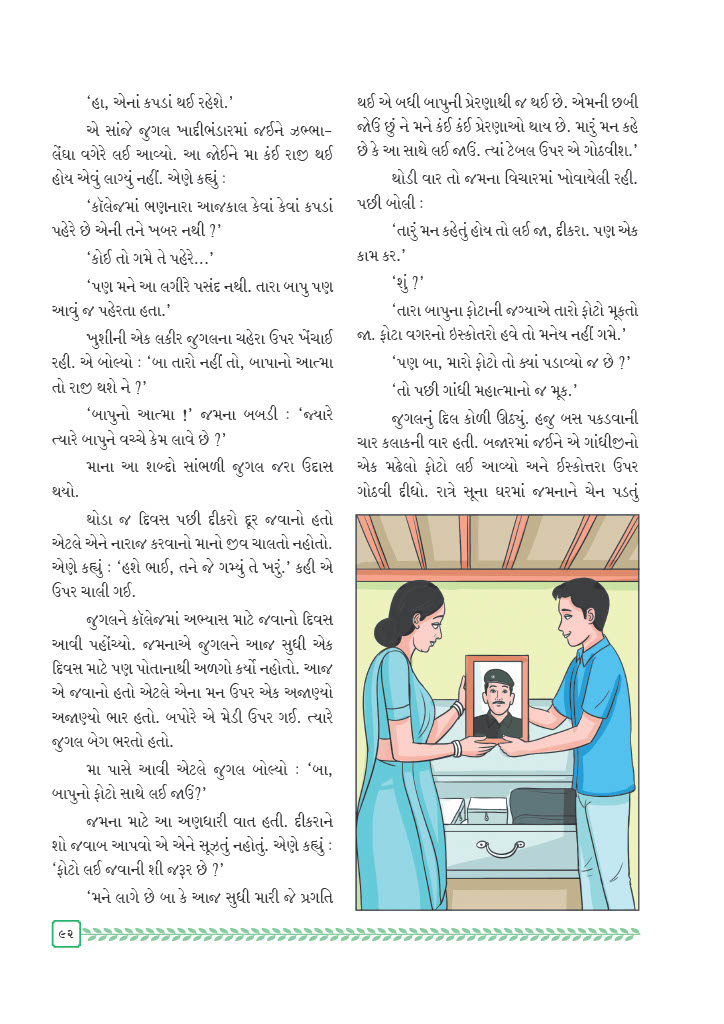 ‘હા, એનાં કપડાં થઈ રહેશે.’
એ સાંજે જુગલ ખાદીભંડારમાં જઈને ઝભ્ભા–
લેંઘા વગેરે લઈ આવ્યો. આ જોઈને મા કંઈ રાજી થઈ
હોય એવું લાગ્યું નહીં. એણે કહ્યું :
‘કૉલેજમાં ભણનારા આજકાલ કેવાં કેવાં કપડાં
પહેરે છે એની તને ખબર નથી ?’
‘કોઈ તો ગમે તે પહેરે...’
‘પણ મને આ લગીરે પસંદ નથી. તારા બાપુ પણ
આવું જ પહેરતા હતા.’
ખુશીની એક લકીર જુગલના ચહેરા ઉપર ખેંચાઈ
રહી. એ બોલ્યો : ‘બા તારો નહીં તો, બાપાનો આત્મા
તો રાજી થશે ને ?’
‘બાપુનો આત્મા !’ જમના બબડી : ‘જ્યારે
ત્યારે બાપુને વચ્ચે કેમ લાવે છે ?’
માના આ શબ્દો સાંભળી જુગલ જરા ઉદાસ
થયો.
થોડા જ દિવસ પછી દીકરો દૂર જવાનો હતો
એટલે એને નારાજ કરવાનો માનો જીવ ચાલતો નહોતો.
એણે કહ્યું : ‘હશે ભાઈ, તને જે ગમ્યું તે ખરું.’ કહી એ
ઉપર ચાલી ગઈ.
જુગલને કૉલેજમાં અભ્યાસ માટે જવાનો દિવસ
આવી પહોંચ્યો. જમનાએ જુગલને આજ સુધી એક
દિવસ માટે પણ પોતાનાથી અળગો કર્યો નહોતો. આજ
એ જવાનો હતો એટલે એના મન ઉપર એક અજાણ્યો
અજાણ્યો ભાર હતો. બપોરે એ મેડી ઉપર ગઈ. ત્યારે
જુગલ બેગ ભરતો હતો.
મા પાસે આવી એટલે જુગલ બોલ્યો : ‘બા,
બાપુનો ફોટો સાથે લઈ જાઉં?’
જમના માટે આ અણધારી વાત હતી. દીકરાને
શો જવાબ આપવો એ એને સૂઝતું નહોતું. એણે કહ્યું :
‘ફોટો લઈ જવાની શી જરૂર છે ?’
‘મને લાગે છે બા કે આજ સુધી મારી જે પ્રગતિ
થઈ એ બધી બાપુની પ્રેરણાથી જ થઈ છે. એમની છબી
જોઉં છું ને મને કંઈ કંઈ પ્રેરણાઓ થાય છે. મારું મન કહે
છે કે આ સાથે લઈ જાઉં. ત્યાં ટેબલ ઉપર એ ગોઠવીશ.’
થોડી વાર તો જમના વિચારમાં ખોવાયેલી રહી.
પછી બોલી :
‘તારું મન કહેતું હોય તો લઈ જા, દીકરા. પણ એક
કામ કર.’
‘શું ?’
‘તારા બાપુના ફોટાની જગ્યાએ તારો ફોટો મૂકતો
જા. ફોટા વગરનો ઇસ્કોતરો હવે તો મનેય નહીં ગમે.’
‘પણ બા, મારો ફોટો તો ક્યાં પડાવ્યો જ છે ?’
‘તો પછી ગાંધી મહાત્માનો જ મૂક.’
જુગલનું દિલ કોળી ઊઠ્યું. હજુ બસ પકડવાની
ચાર કલાકની વાર હતી. બજારમાં જઈને એ ગાંધીજીનો
એક મઢેલો ફોટો લઈ આવ્યો અને ઈસ્કોત્તરા ઉપર
ગોઠવી દીધો. રાત્રે સૂના ઘરમાં જમનાને ચેન પડતું
૯૨